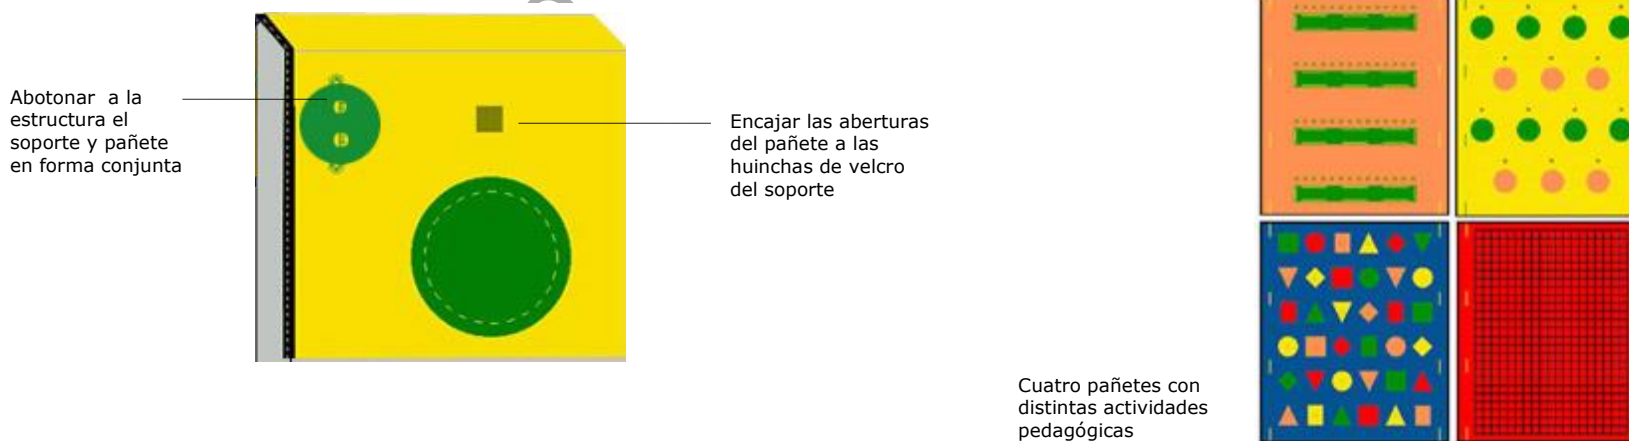 Abotonar  a la
estructura el
soporte y pañete
en forma conjunta
Encajar las aberturas
del pañete a las
huinchas de velcro
del soporte
Cuatro pañetes con
distintas actividades
pedagógicas